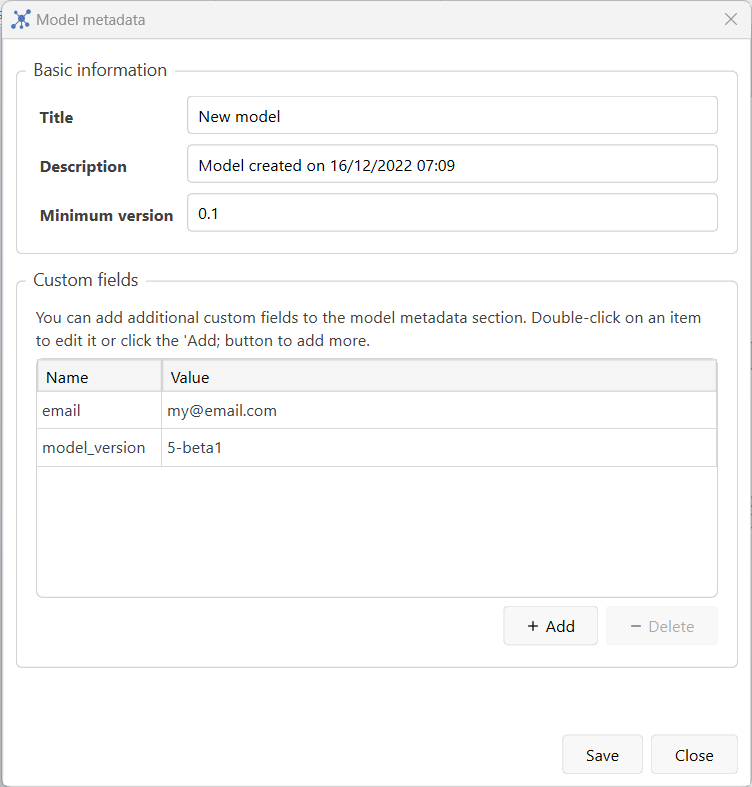 Model metadata
Basic information
Title
New model
Description
Model created on 16/12/2022 07:09
Minimum version
0.1
Custom fields
You can add additional custom fields to the model metadata section. Double-click on an item
to edit it or click the 'Add; button to add more.
Name Value
email my@email.com
model_version 5-beta1
+ Add − Delete
Save Close